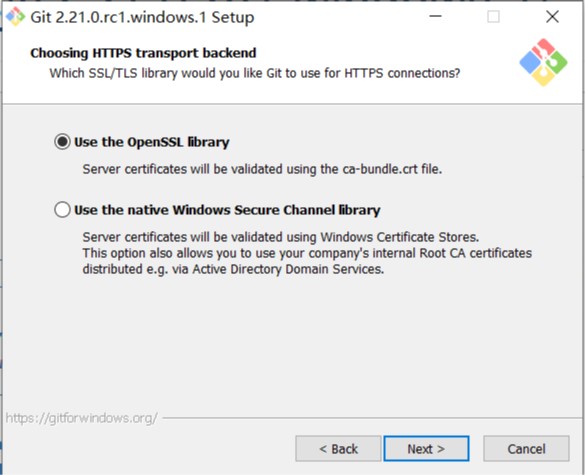 Git 2.21.0.rc1.windows.1 Setup
Choosing HTTPS transport backend
Which SSL/TLS library would you like Git to use for HTTPS connections?
Use the OpenSSL library
Server certificates will be validated using the ca-bundle.crt file.
Use the native Windows Secure Channel library
Server certificates will be validated using Windows Certificate Stores.
This option also allows you to use your company's internal Root CA certificates
distributed e.g. via Active Directory Domain Services.
https://gitforwindows.org/
< Back
Next >
Cancel